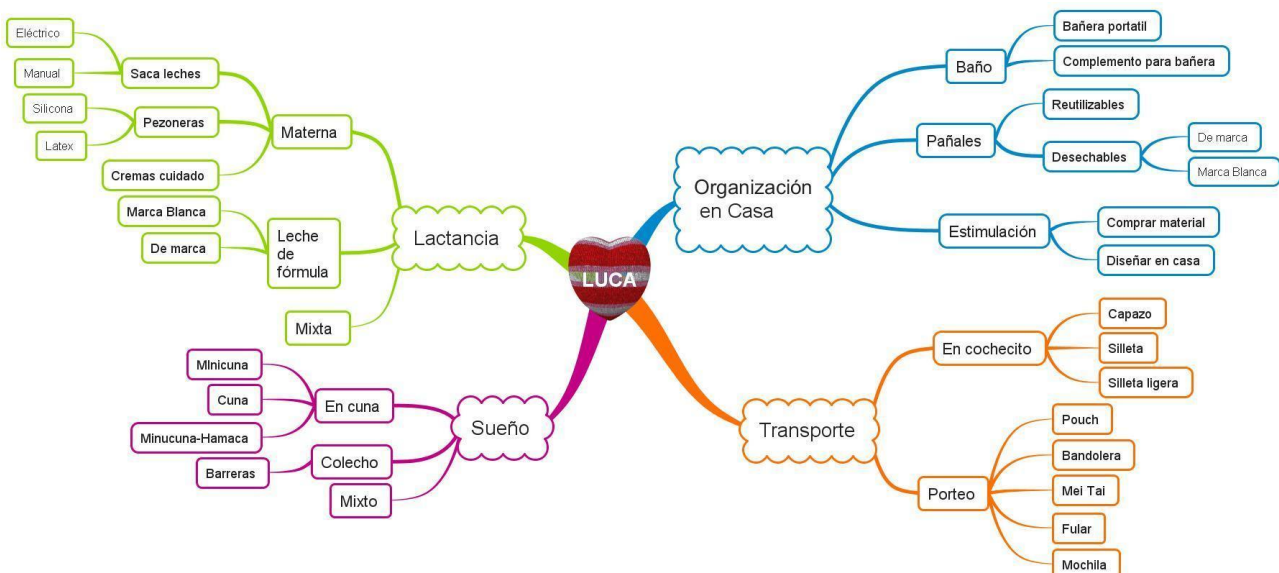 LUCA
Lactancia
Materna
Saca leches
Eléctrico
Manual
Pezoneras
Silicona
Latex
Cremas cuidado
Leche
de
fórmula
Marca Blanca
De marca
Mixta
Sueño
En cuna
MInicuna
Cuna
Minucuna-Hamaca
Colecho
Barreras
Mixto
Organización
en Casa
Baño
Bañera portatil
Complemento para bañera
Pañales
Reutilizables
Desechables
De marca
Marca Blanca
Estimulación
Comprar material
Diseñar en casa
Transporte
En cochecito
Capazo
Silleta
Silleta ligera
Porteo
Pouch
Bandolera
Mei Tai
Fular
Mochila